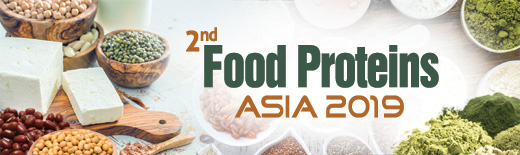 2nd
Food Proteins
ASIA 2019